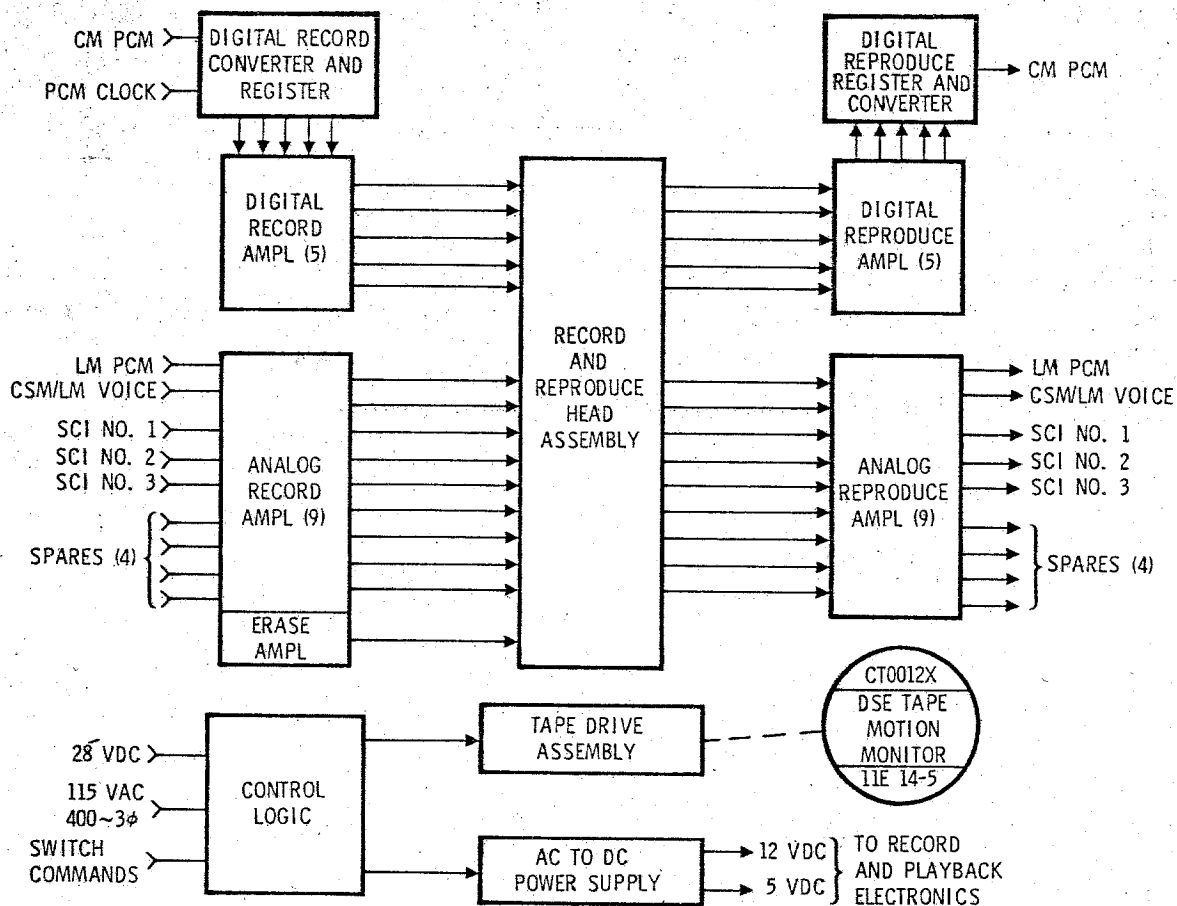 CM PCM
PCM CLOCK
DIGITAL RECORD
CONVERTER AND
REGISTER
DIGITAL
REPRODUCE
REGISTER AND
CONVERTER
CM PCM
DIGITAL
RECORD
AMPL (5)
DIGITAL
REPRODUCE
AMPL (5)
RECORD
AND
REPRODUCE
HEAD
ASSEMBLY
LM PCM
CSM/LM VOICE
SCI NO. 1
SCI NO. 2
SCI NO. 3
SPARES (4)
ANALOG
RECORD
AMPL (9)
ERASE
AMPL
ANALOG
REPRODUCE
AMPL (9)
LM PCM
CSM/LM VOICE
SCI NO. 1
SCI NO. 2
SCI NO. 3
SPARES (4)
28 VDC
115 VAC
400~3ϕ
SWITCH
COMMANDS
CONTROL
LOGIC
TAPE DRIVE
ASSEMBLY
CT0012X
DSE TAPE
MOTION
MONITOR
11E 14-5
AC TO DC
POWER SUPPLY
12 VDC
5 VDC
TO RECORD
AND PLAYBACK
ELECTRONICS